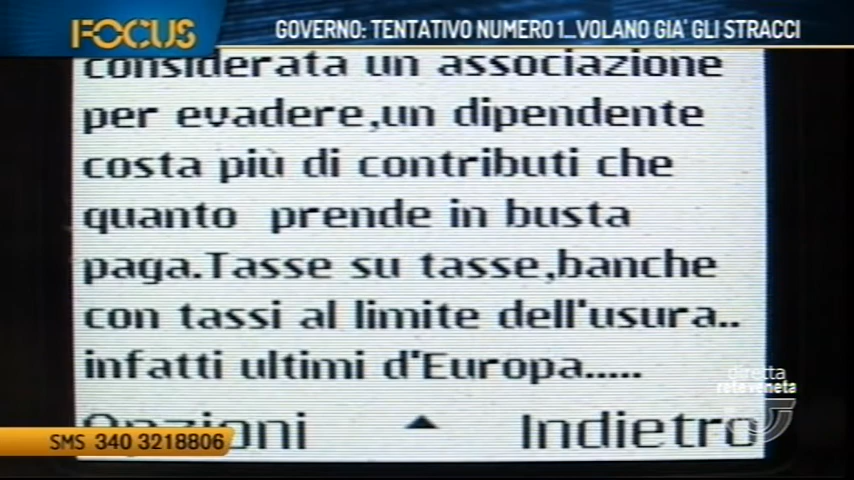 FOCUS
GOVERNO: TENTATIVO NUMERO 1...VOLANO GIA' GLI STRACCI
considerata un associazione
per evadere,un dipendente
costa più di contributi che
quanto prende in busta
paga.Tasse su tasse,banche
con tassi al limite dell'usura..
infatti ultimi d'Europa.....
Opzioni Indietro
diretta
reteveneta
SMS 340 3218806